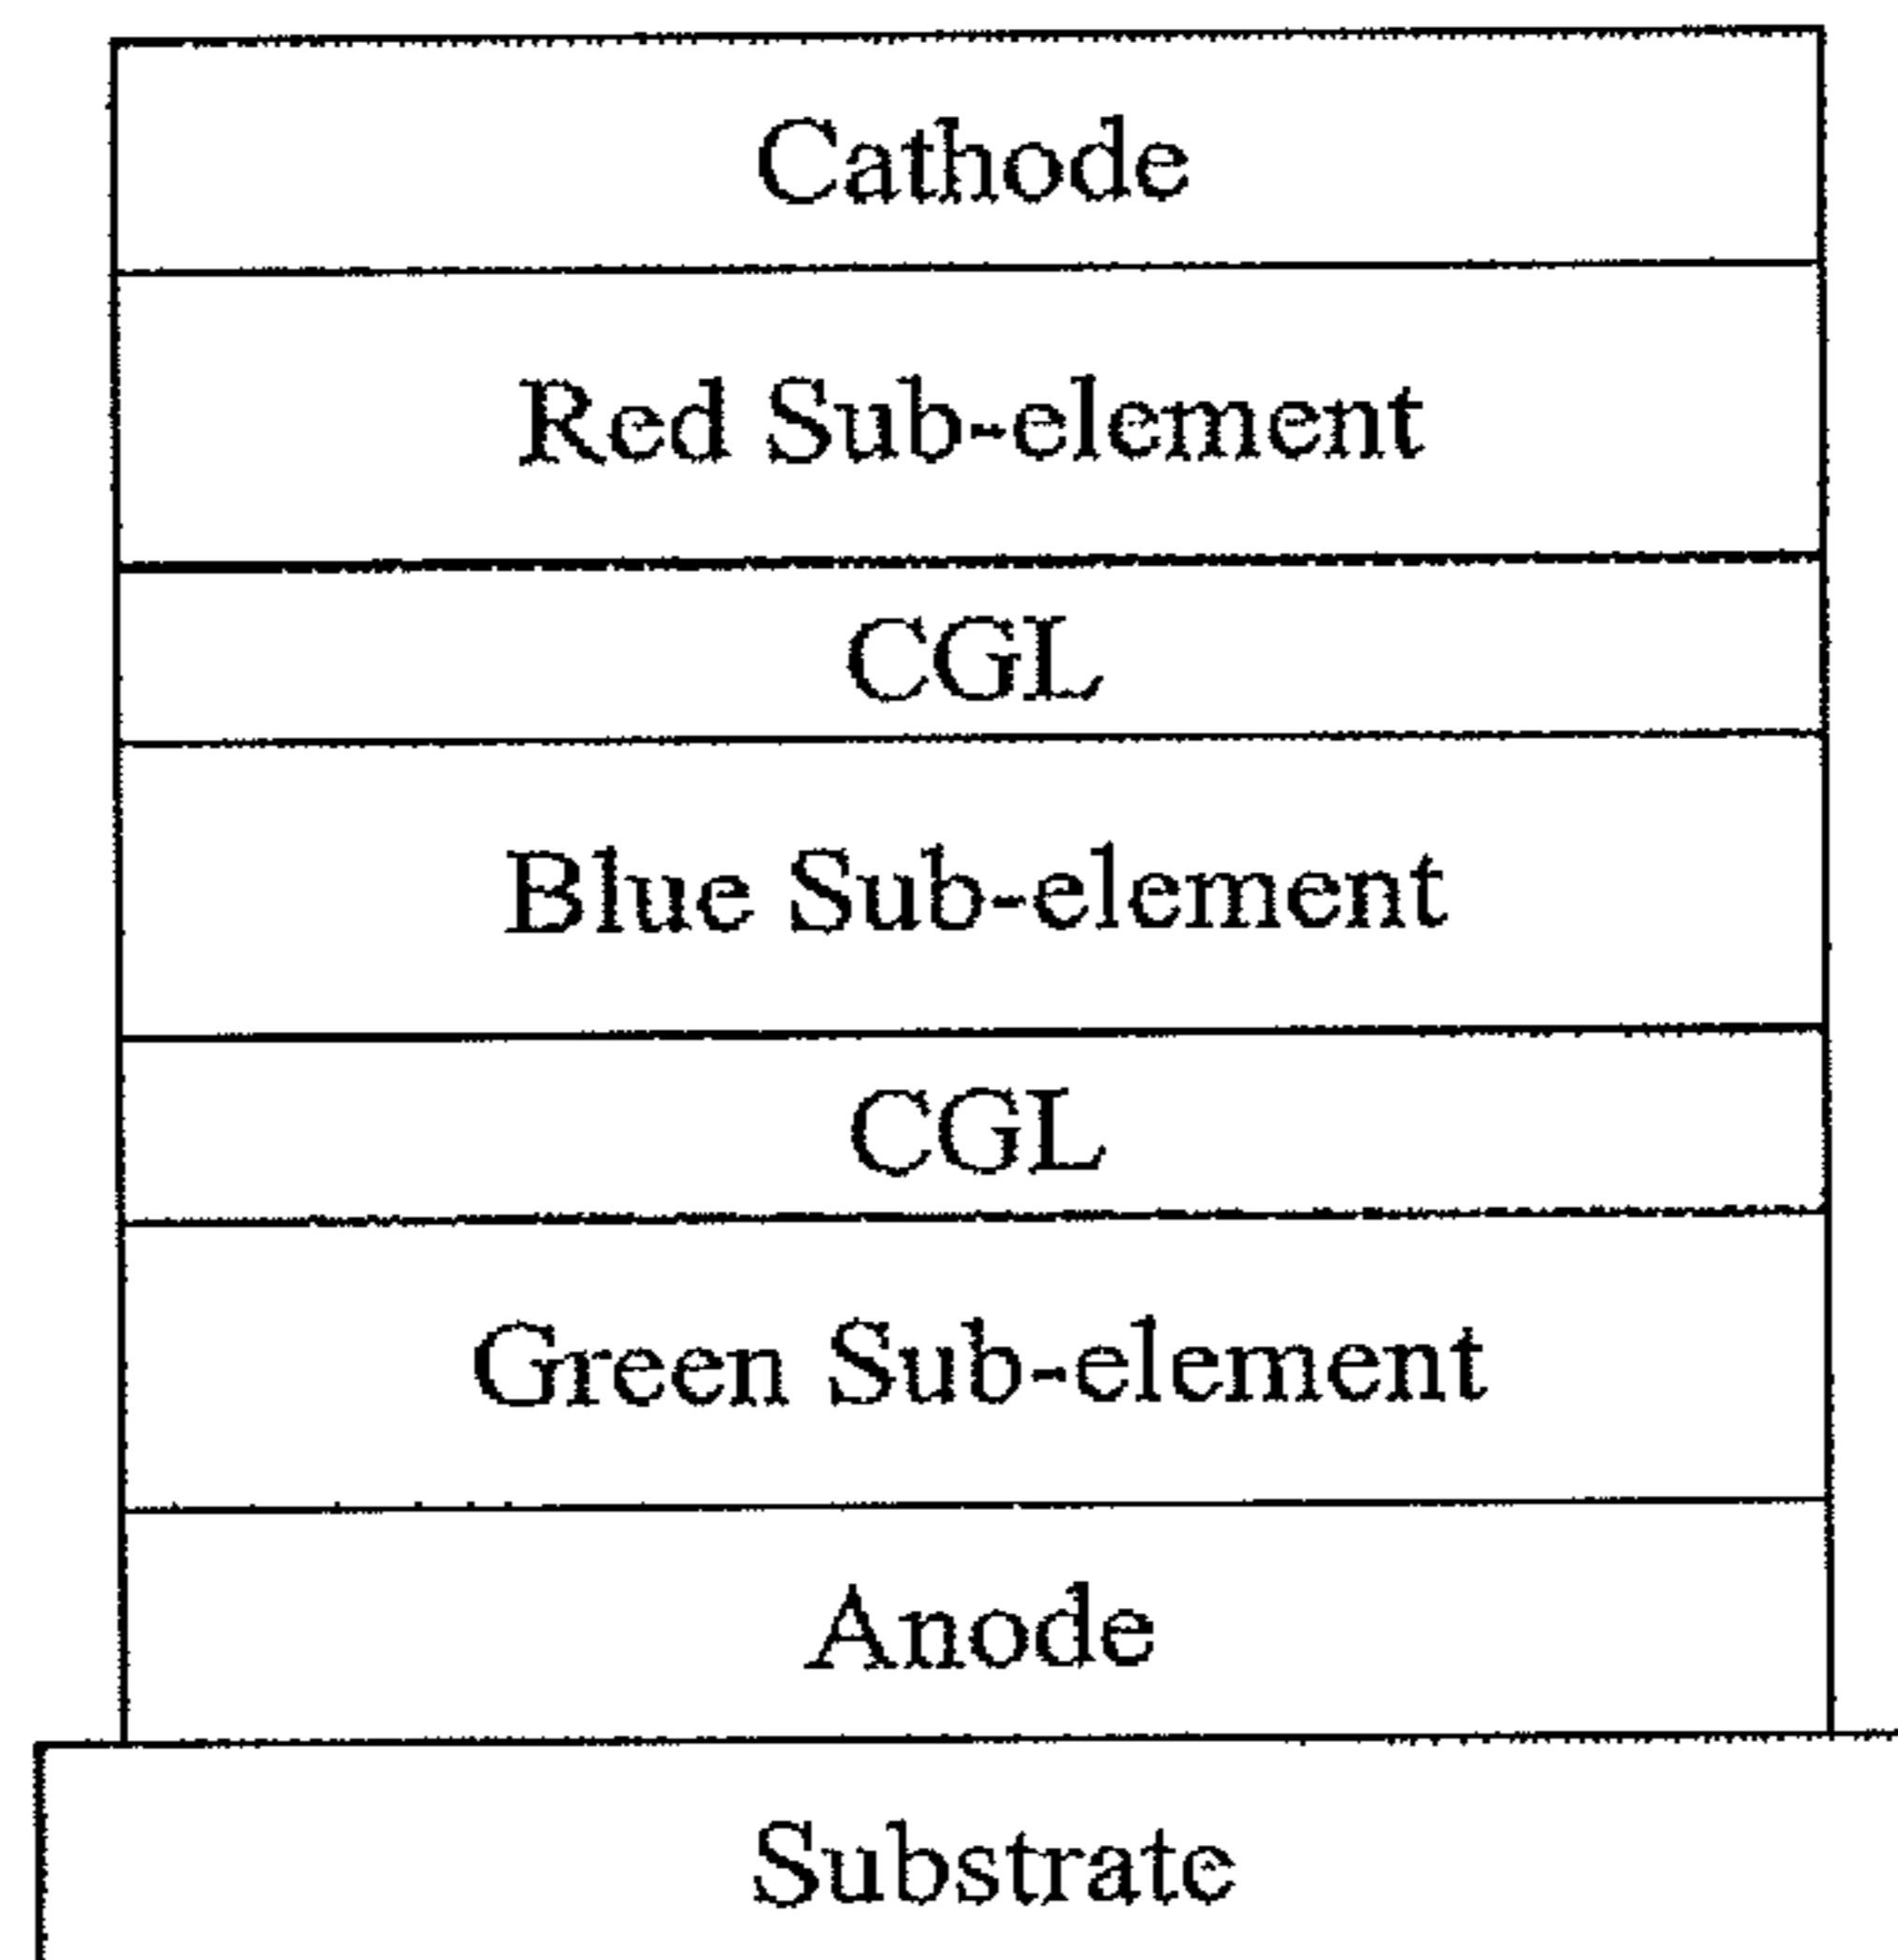 Cathode
Red Sub-element
CGL
Blue Sub-element
CGL
Green Sub-element
Anode
Substrate